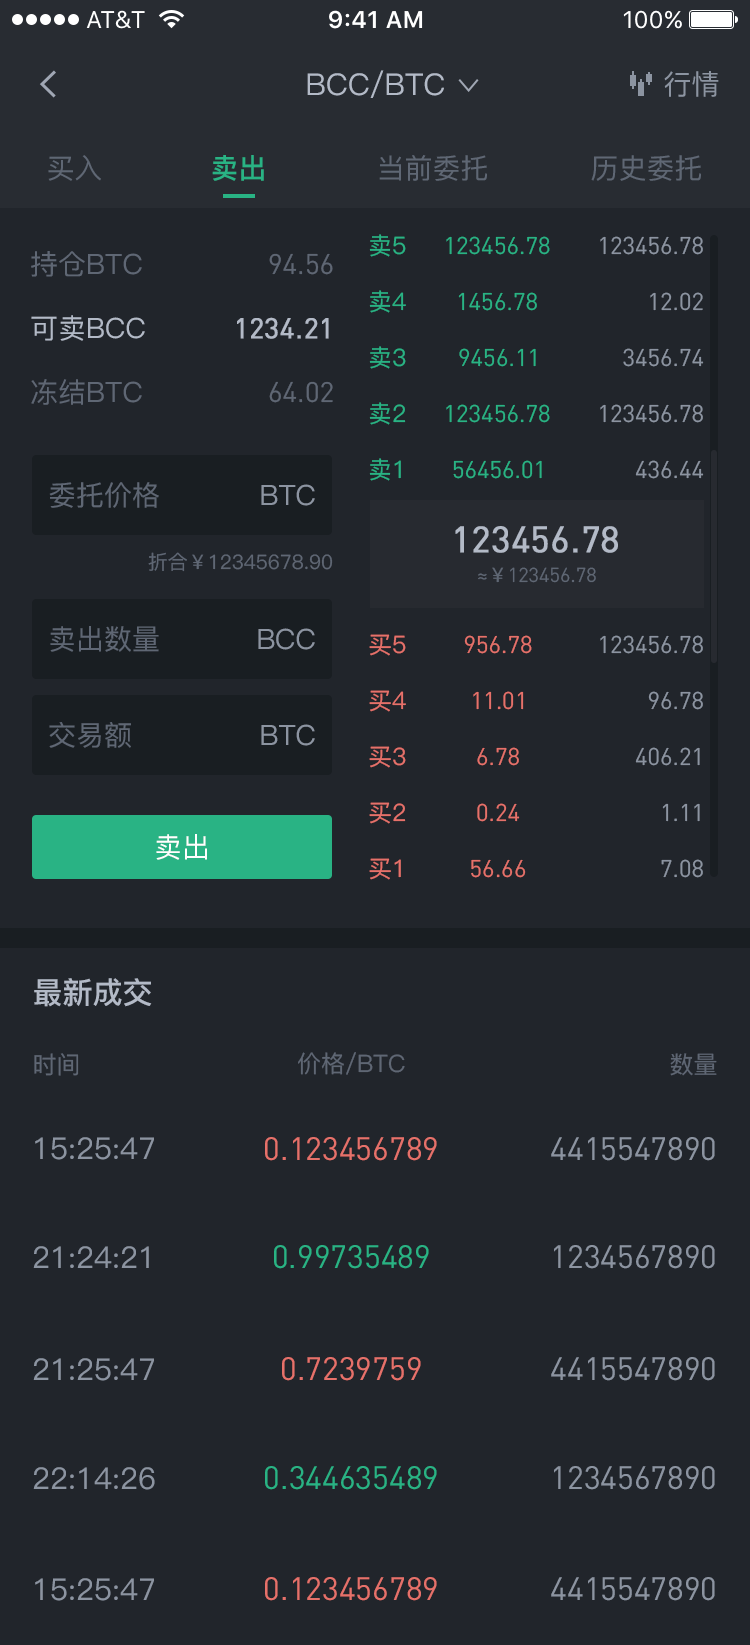 AT&T 9:41 AM 100%
BCC/BTC 行情
买入 卖出 当前委托 历史委托
持仓BTC 94.56
可卖BCC 1234.21
冻结BTC 64.02
委托价格 BTC
折合¥12345678.90
卖出数量 BCC
交易额 BTC
卖出
卖5 123456.78 123456.78
卖4 1456.78 12.02
卖3 9456.11 3456.74
卖2 123456.78 123456.78
卖1 56456.01 436.44
123456.78
≈¥123456.78
买5 956.78 123456.78
买4 11.01 96.78
买3 6.78 406.21
买2 0.24 1.11
买1 56.66 7.08
最新成交
时间 价格/BTC 数量
15:25:47 0.123456789 4415547890
21:24:21 0.99735489 1234567890
21:25:47 0.7239759 4415547890
22:14:26 0.344635489 1234567890
15:25:47 0.123456789 4415547890